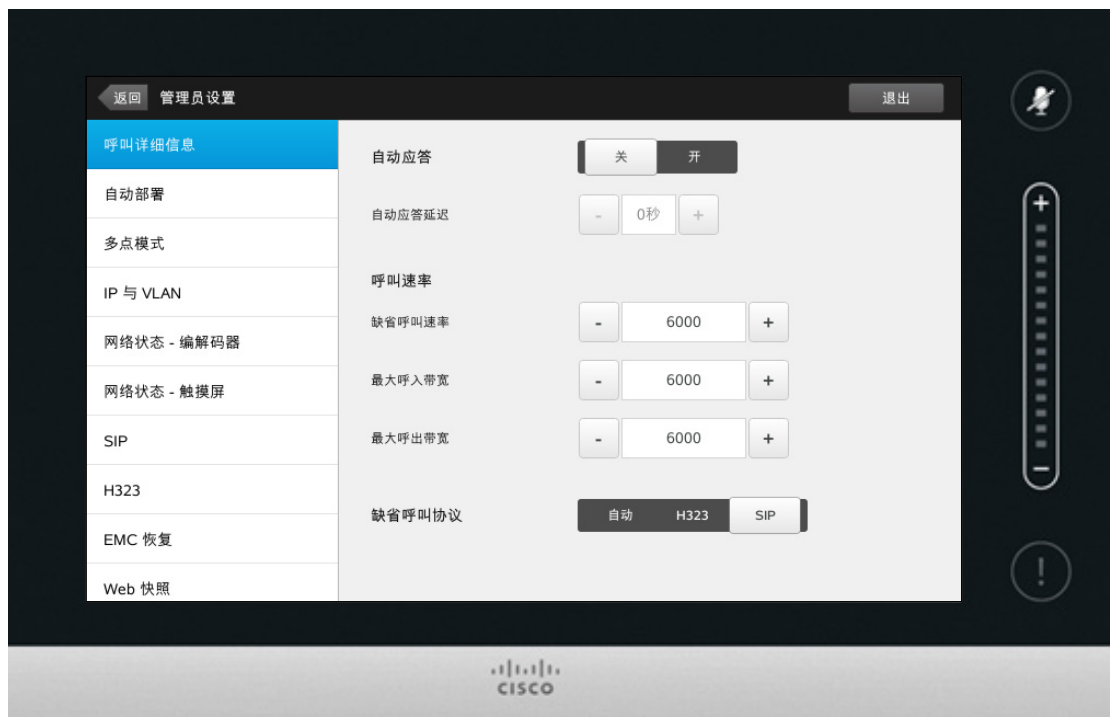 返回 管理员设置 退出
呼叫详细信息
自动部署
多点模式
IP 与 VLAN
网络状态 - 编解码器
网络状态 - 触摸屏
SIP
H323
EMC 恢复
Web 快照
自动应答 关 开
自动应答延迟 - 0秒 +
呼叫速率
缺省呼叫速率 - 6000 +
最大呼入带宽 - 6000 +
最大呼出带宽 - 6000 +
缺省呼叫协议 自动 H323 SIP
+
-
!
CISCO